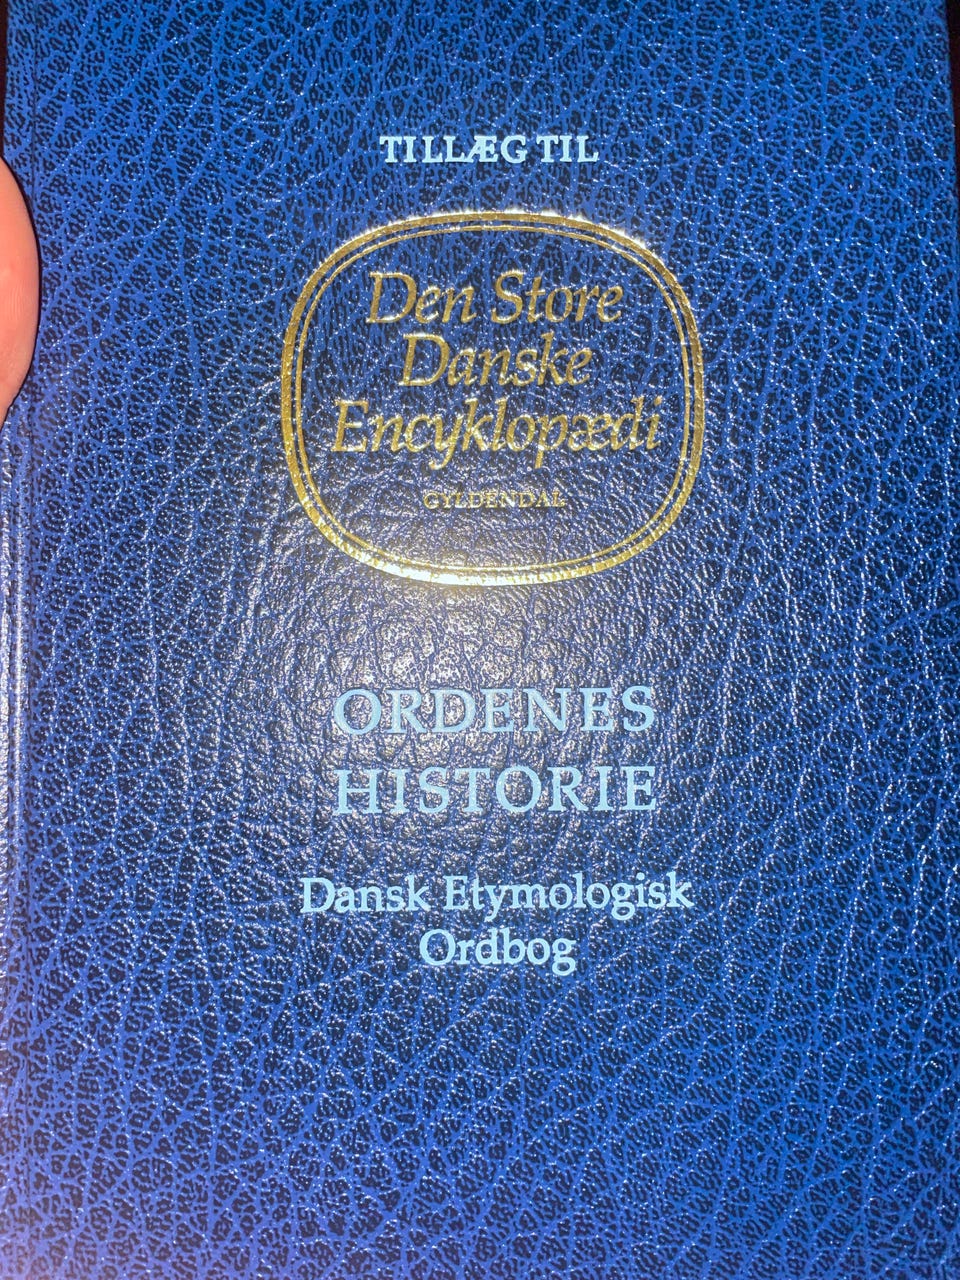 TILLÆG TIL
Den Store
Danske
Encyklopædi
GYLDENDAL
ORDENES
HISTORIE
Dansk Etymologisk
Ordbog